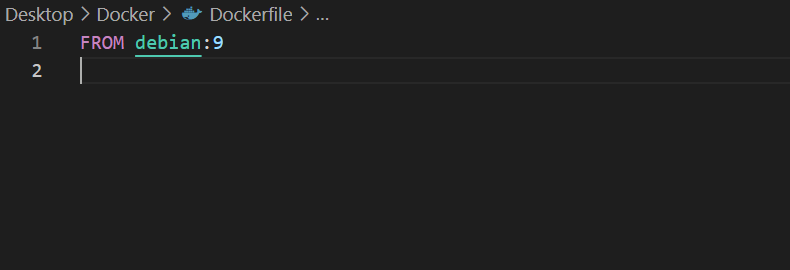 Desktop > Docker > Dockerfile > ...
1 FROM debian:9
2